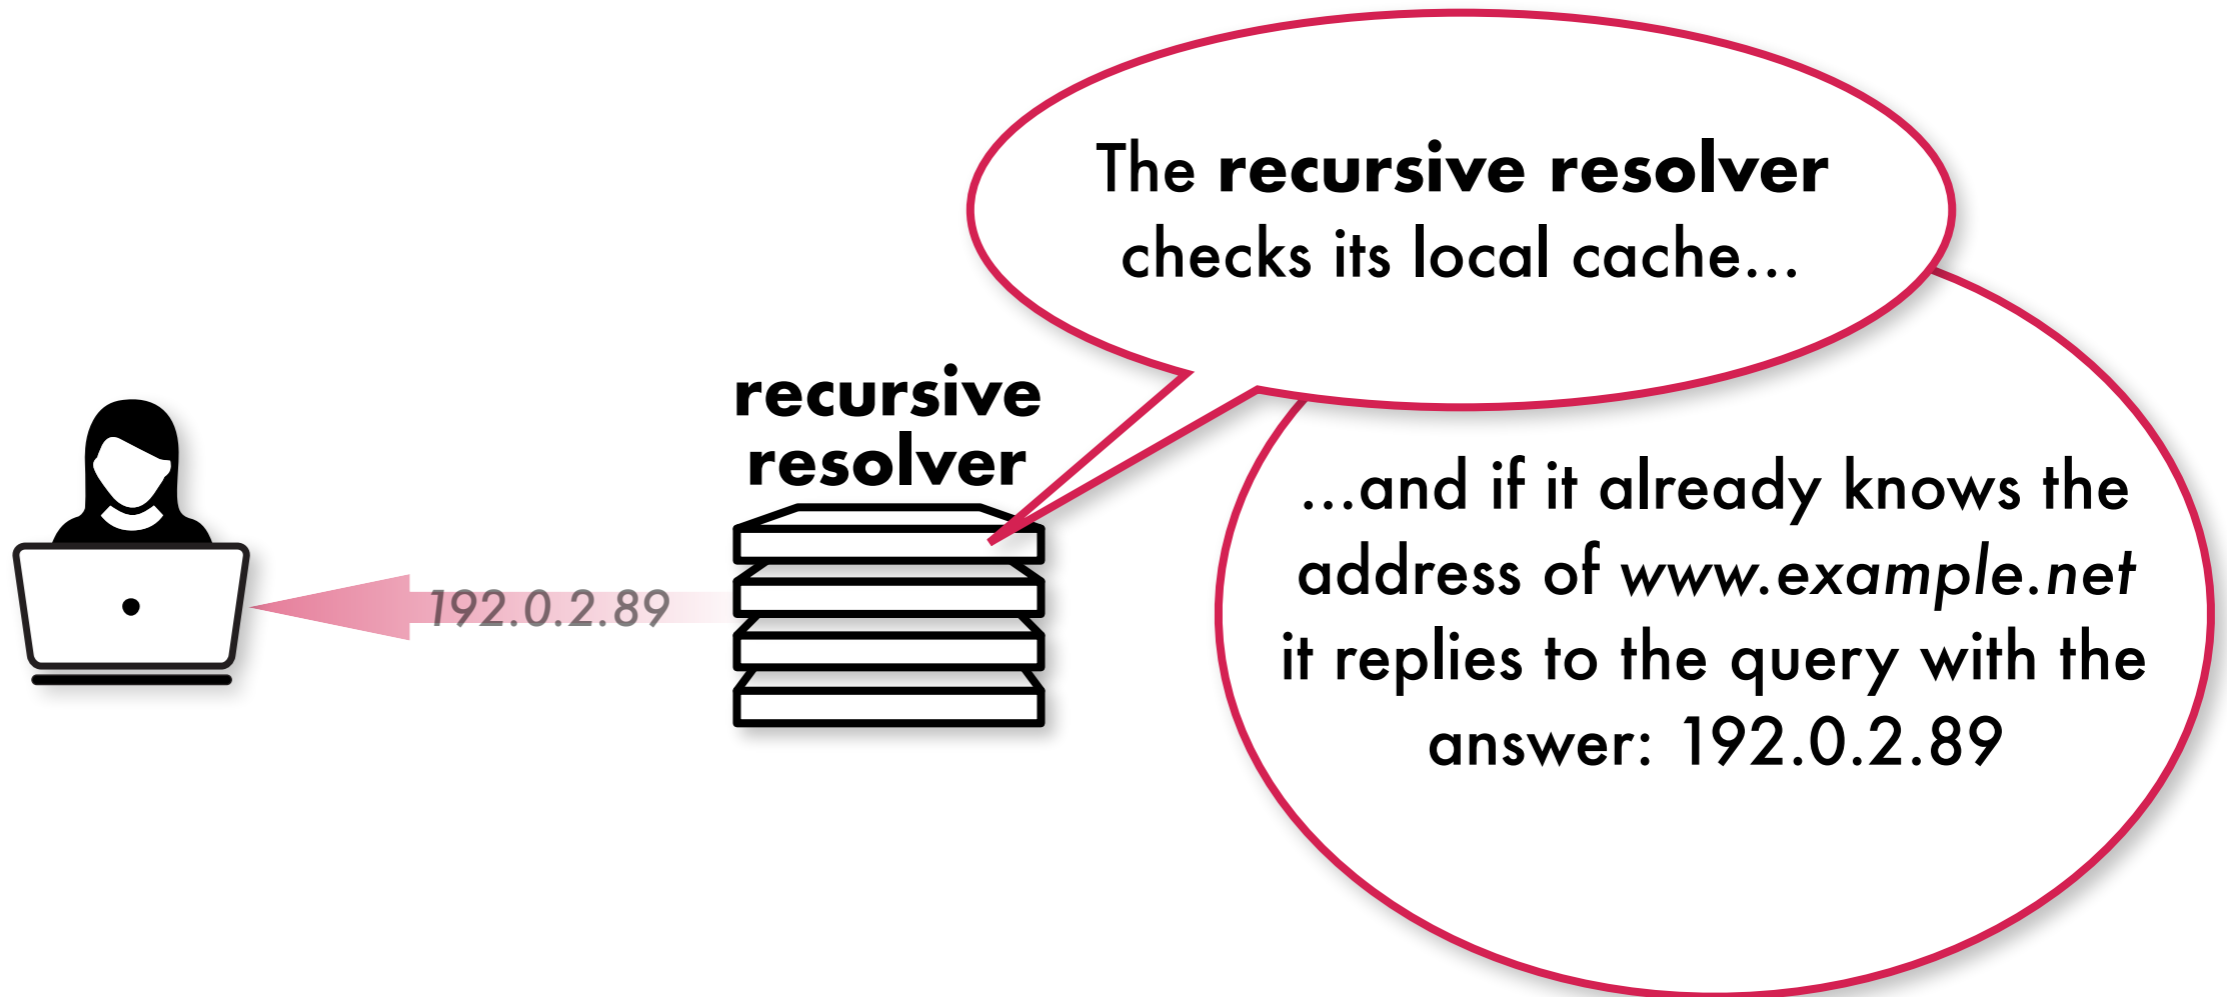 The recursive resolver
checks its local cache...
recursive
resolver
...and if it already knows the
address of www.example.net
it replies to the query with the
answer: 192.0.2.89
192.0.2.89